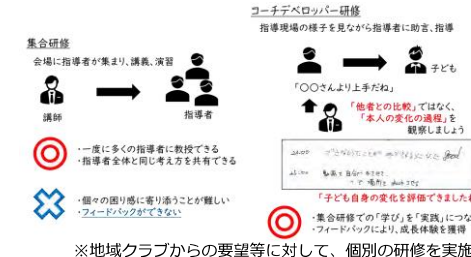 集合研修
会場に指導者が集まり、講義、演習
講師
指導者
・一度に多くの指導者に教授できる
・指導者全体と同じ考え方を共有できる
・個々の困り感に寄り添うことが難しい
・フィードバックができない
コーチデベロッパー研修
指導現場の様子を見ながら指導者に助言、指導
子ども
「○○さんより上手だね」
「他者との比較」ではなく、
「本人の変化の過程」を
観察しましょう
good
「子ども自身の変化を評価できましたね
・集合研修での「学び」を「実践」につな
・フィードバックにより、成長体験を獲得
※地域クラブからの要望等に対して、個別の研修を実施